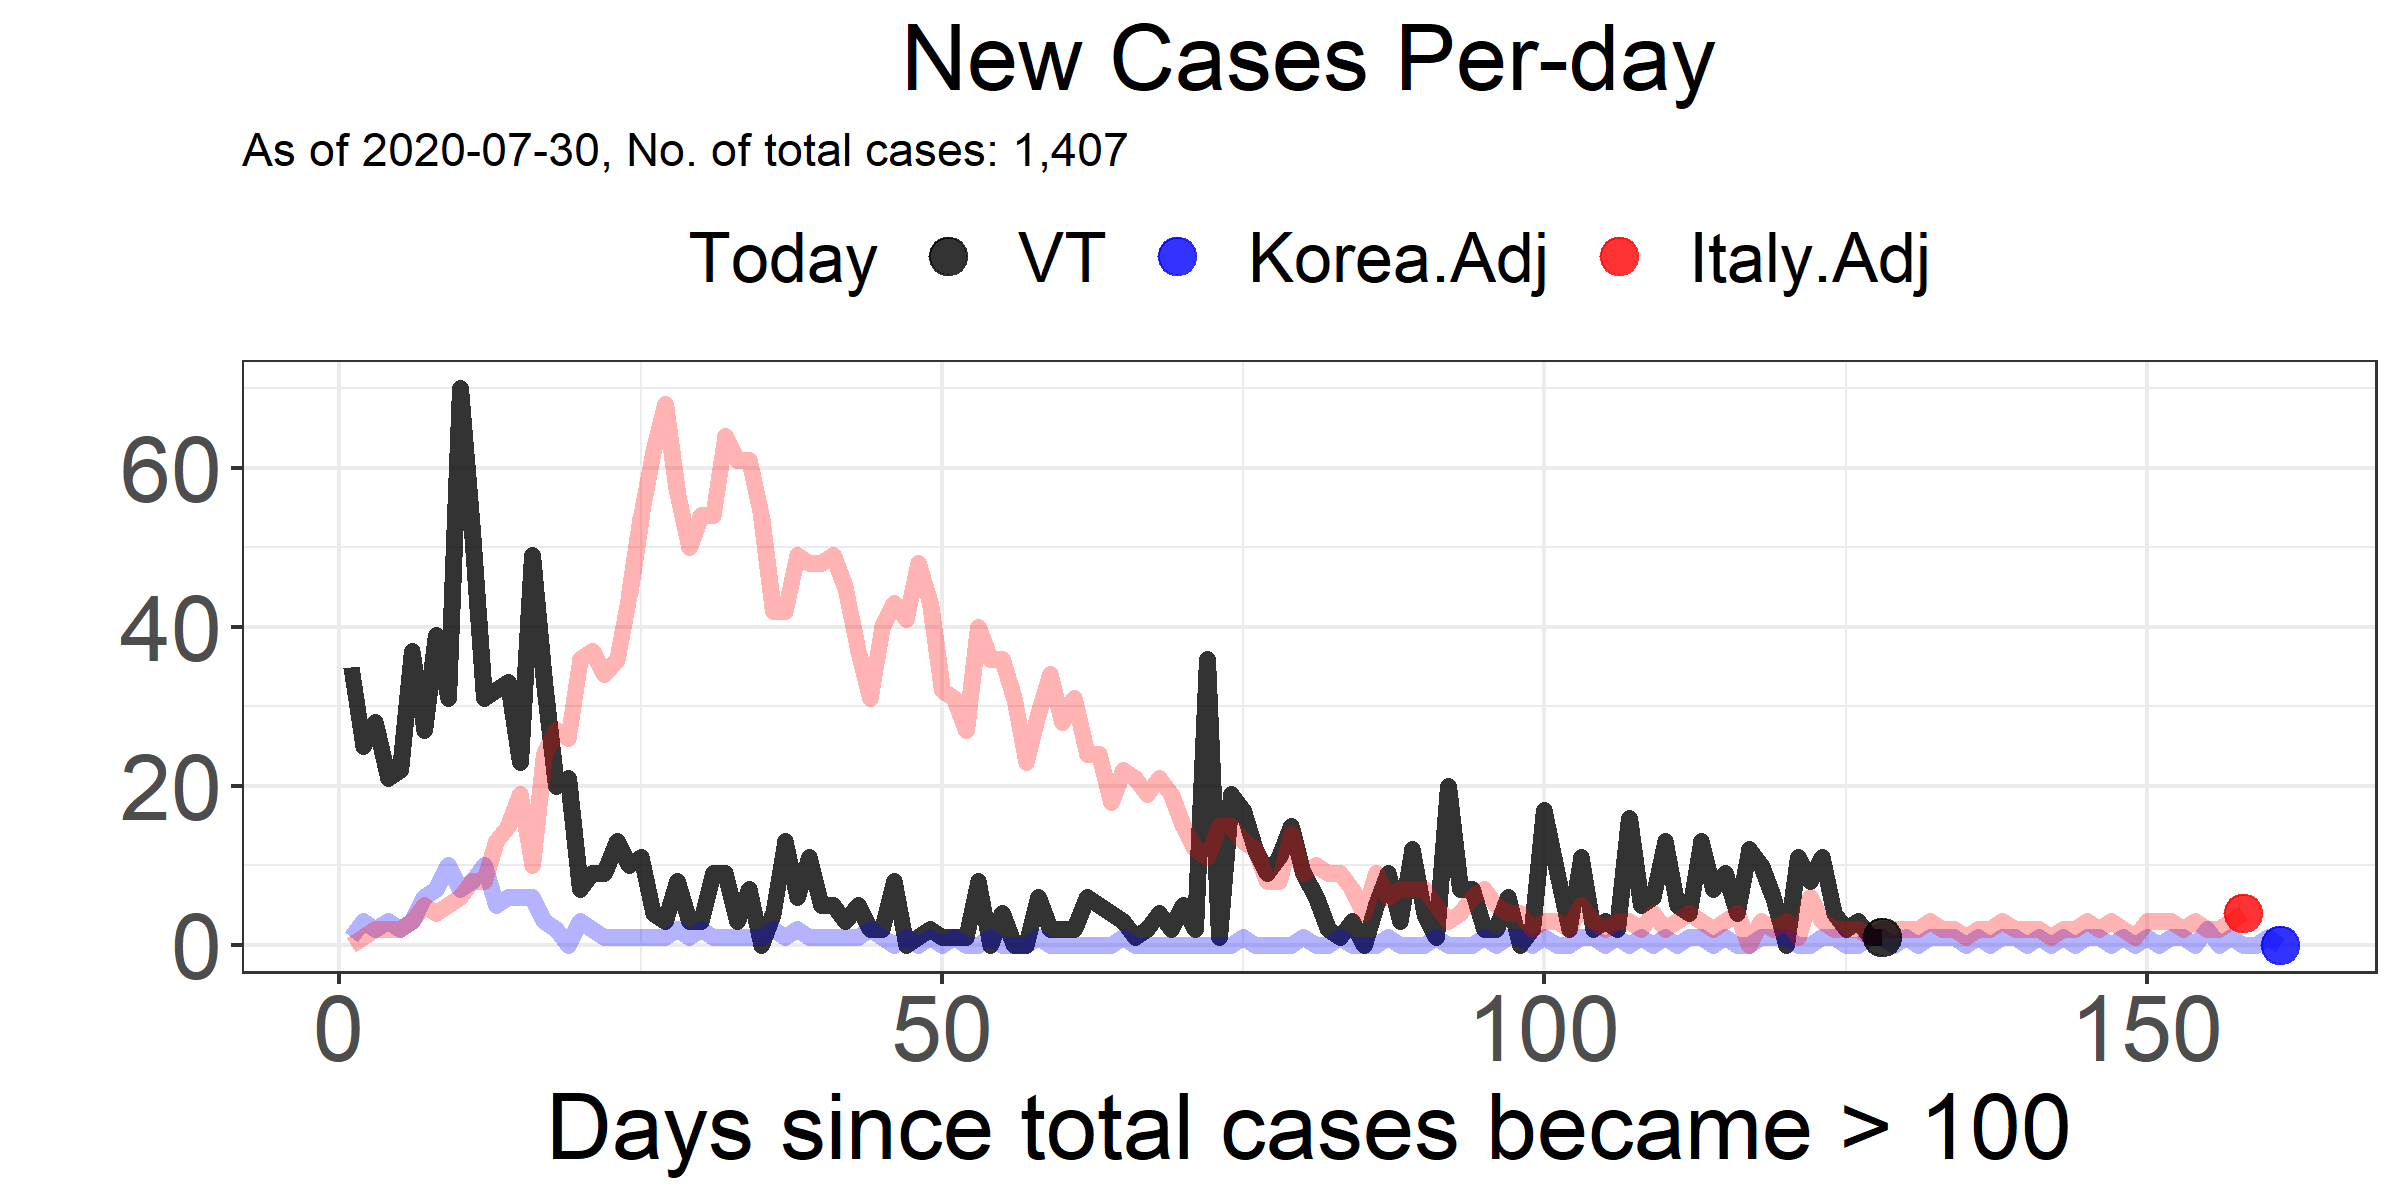 New Cases Per-day
As of 2020-07-30, No. of total cases: 1,407
Today VT Korea.Adj Italy.Adj
60
40
20
0
0 50 100 150
Days since total cases became > 100